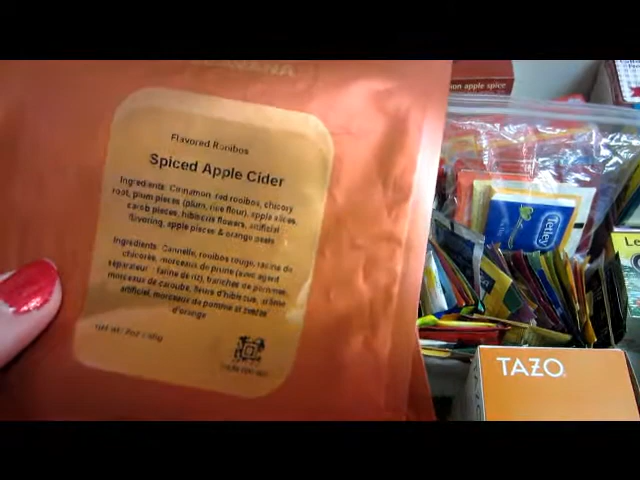 Flavored Rooibos
Spiced Apple Cider
Ingredients: Cinnamon, red rooibos, chicory
root, plum pieces (plum, rice flour), apple slices,
carob pieces, hibiscus flowers, artificial
flavoring, apple pieces & orange peels
Ingredients: Cannelle, rooibos rouge, racine de
chicorée, morceaux de prune (avec agent
séparateur : farine de riz), tranches de pommes,
morceaux de caroube, fleurs d'hibiscus, arôme
artificiel, morceaux de pomme et zestes
d'orange
apple spice
Tetley
TAZO